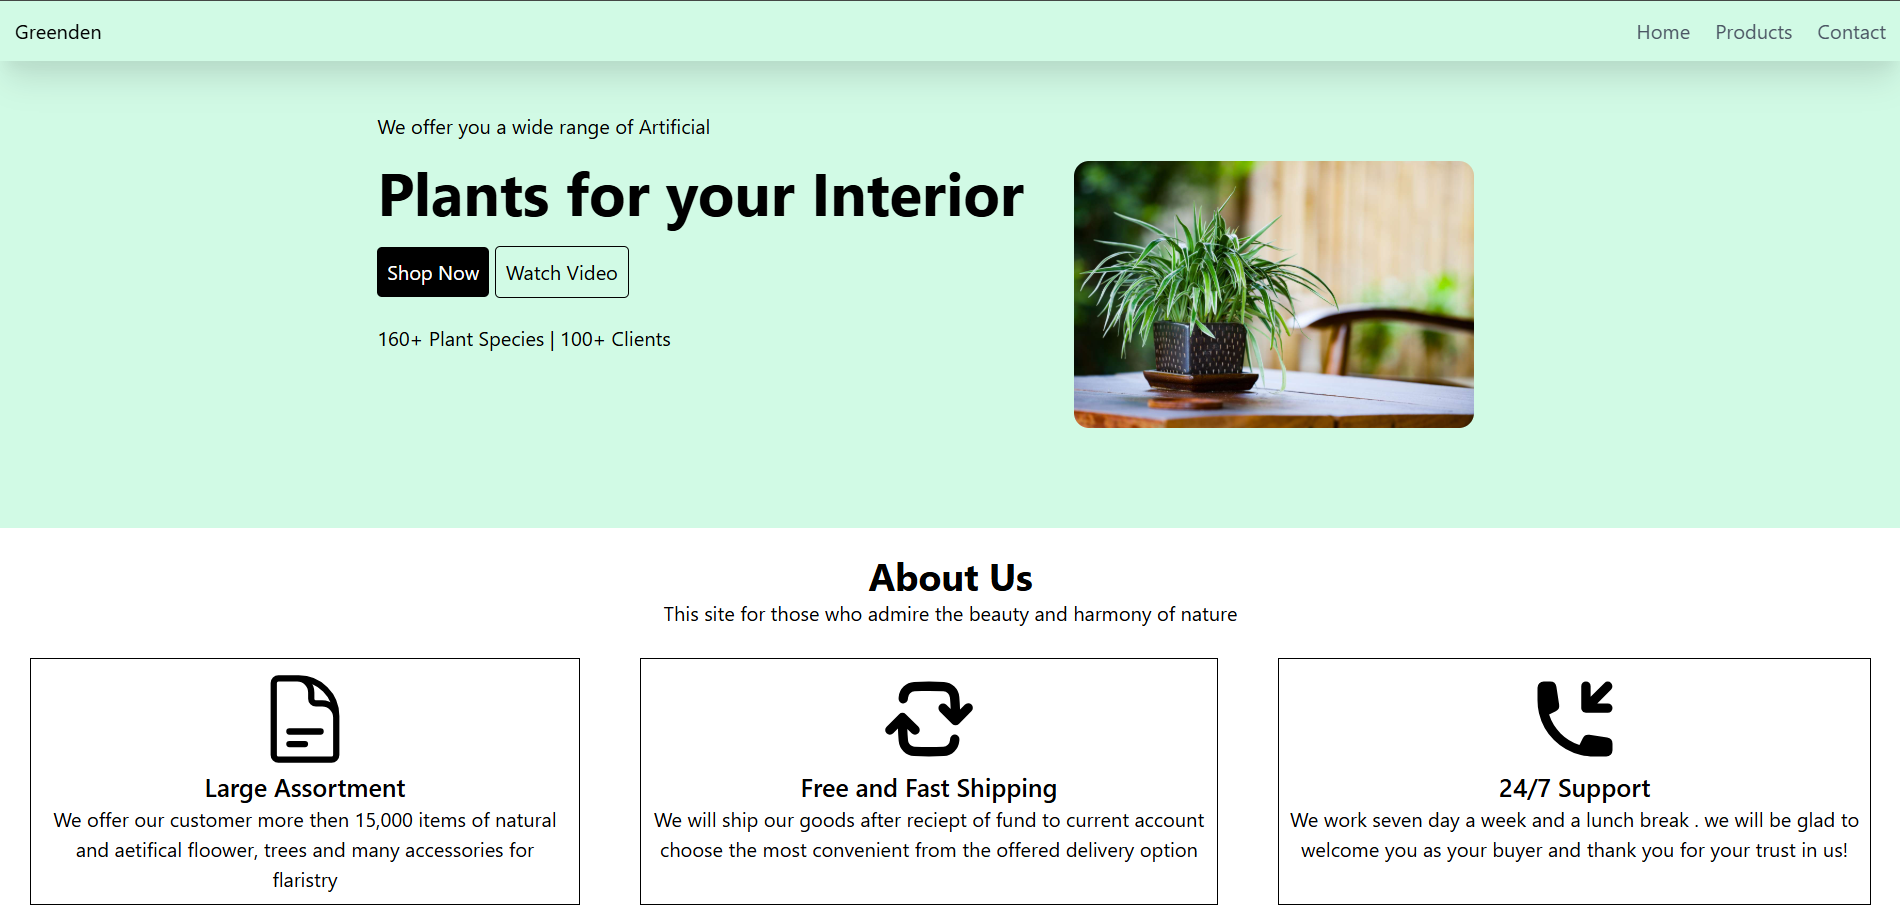 Greenden
Home Products Contact
We offer you a wide range of Artificial
Plants for your Interior
Shop Now Watch Video
160+ Plant Species | 100+ Clients
About Us
This site for those who admire the beauty and harmony of nature
Large Assortment
We offer our customer more then 15,000 items of natural
and aetifical floower, trees and many accessories for
flaristry
Free and Fast Shipping
We will ship our goods after reciept of fund to current account
choose the most convenient from the offered delivery option
24/7 Support
We work seven day a week and a lunch break . we will be glad to
welcome you as your buyer and thank you for your trust in us!